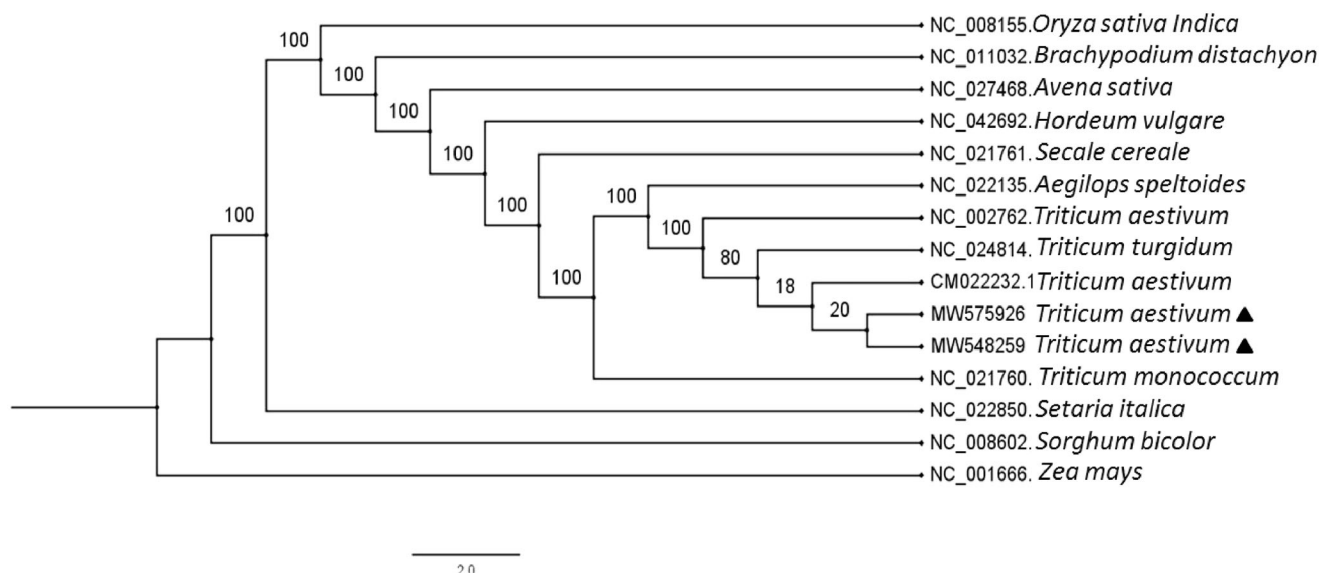 100
NC_008155.Oryza sativa Indica
100
NC_011032.Brachypodium distachyon
100
NC_027468.Avena sativa
100
NC_042692.Hordeum vulgare
100
NC_021761.Secale cereale
100
NC_022135.Aegilops speltoides
100
100
NC_002762.Triticum aestivum
80
NC_024814.Triticum turgidum
100
18
CM022232.1Triticum aestivum
20
MW575926 Triticum aestivum ▲
MW548259 Triticum aestivum ▲
NC_021760. Triticum monococcum
NC_022850. Setaria italica
NC_008602. Sorghum bicolor
NC_001666. Zea mays
2.0